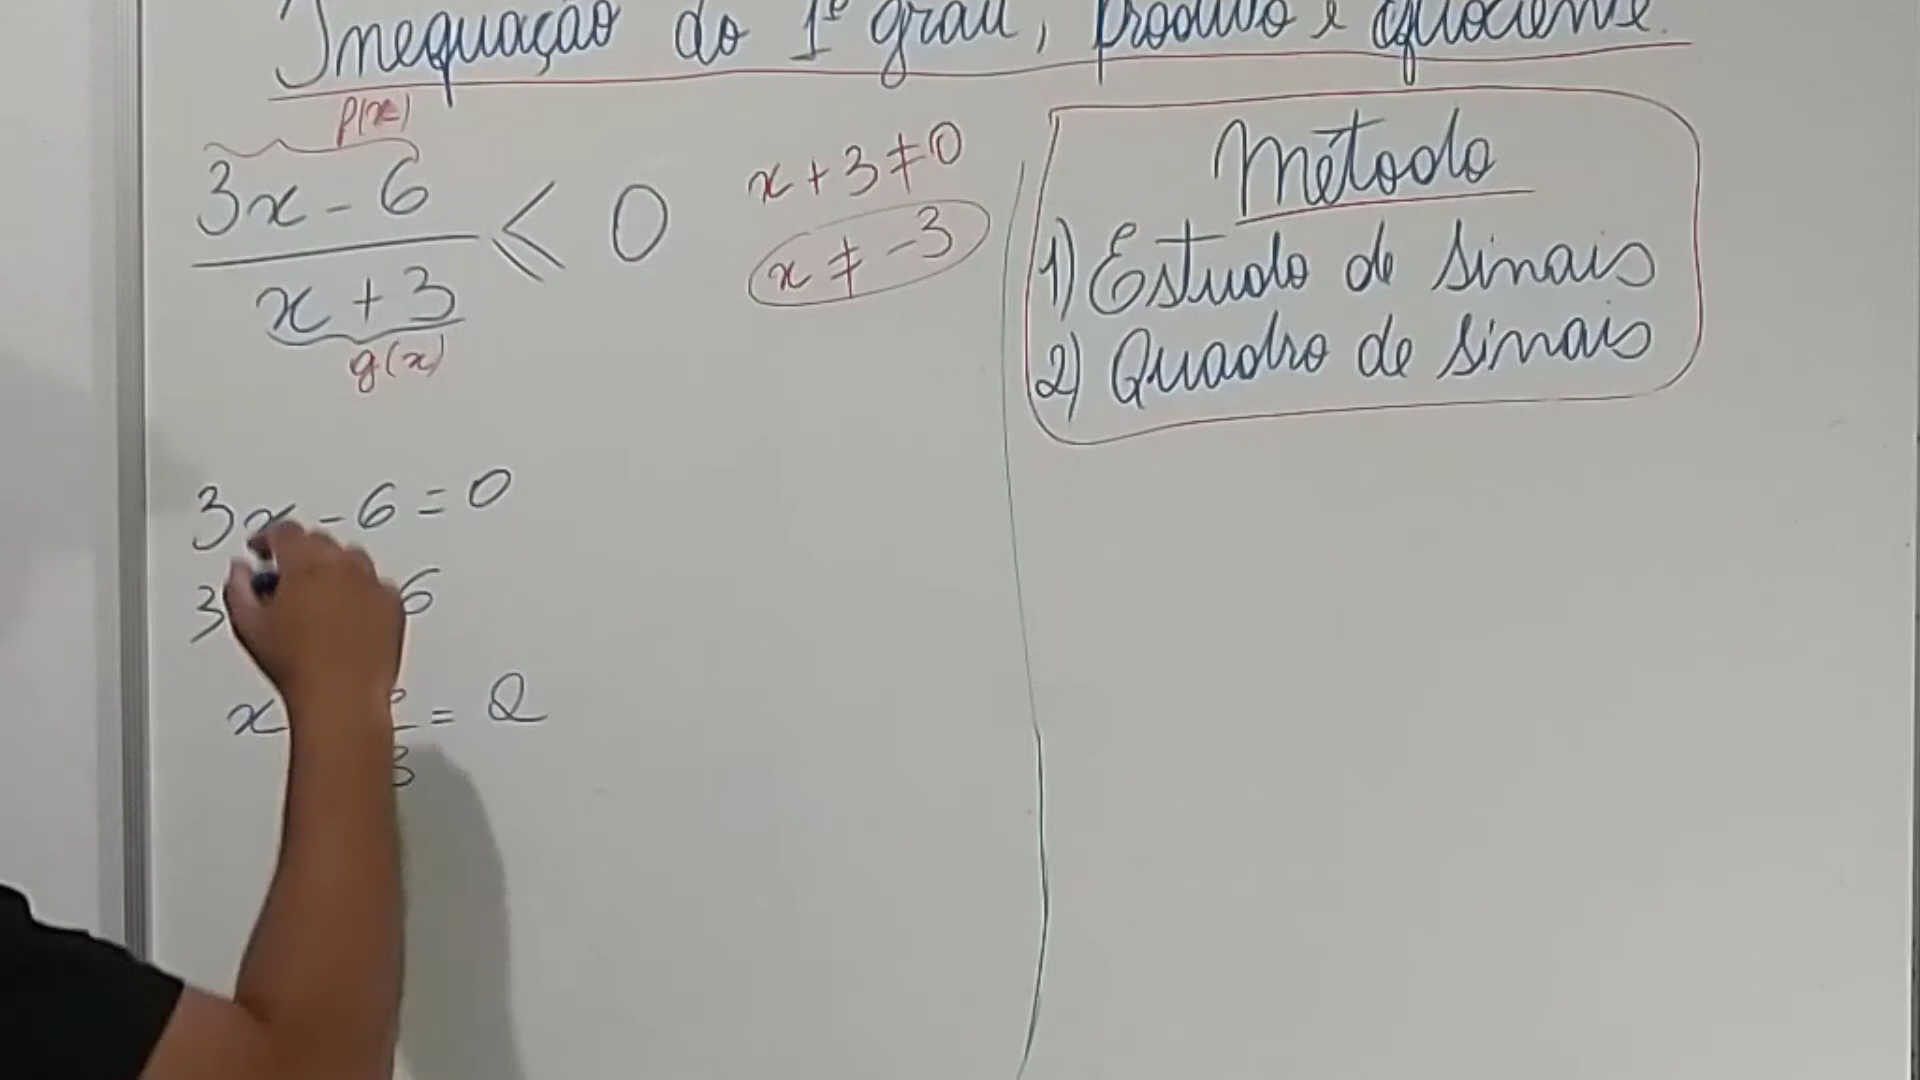 Inequação do 1º grau, produto e quociente.
p(x)
3x - 6
x + 3
≤ 0
g(x)
x + 3 ≠ 0
x ≠ -3
Método
1) Estudo de sinais
2) Quadro de sinais
3x - 6 = 0
3 6
x 3 = 2